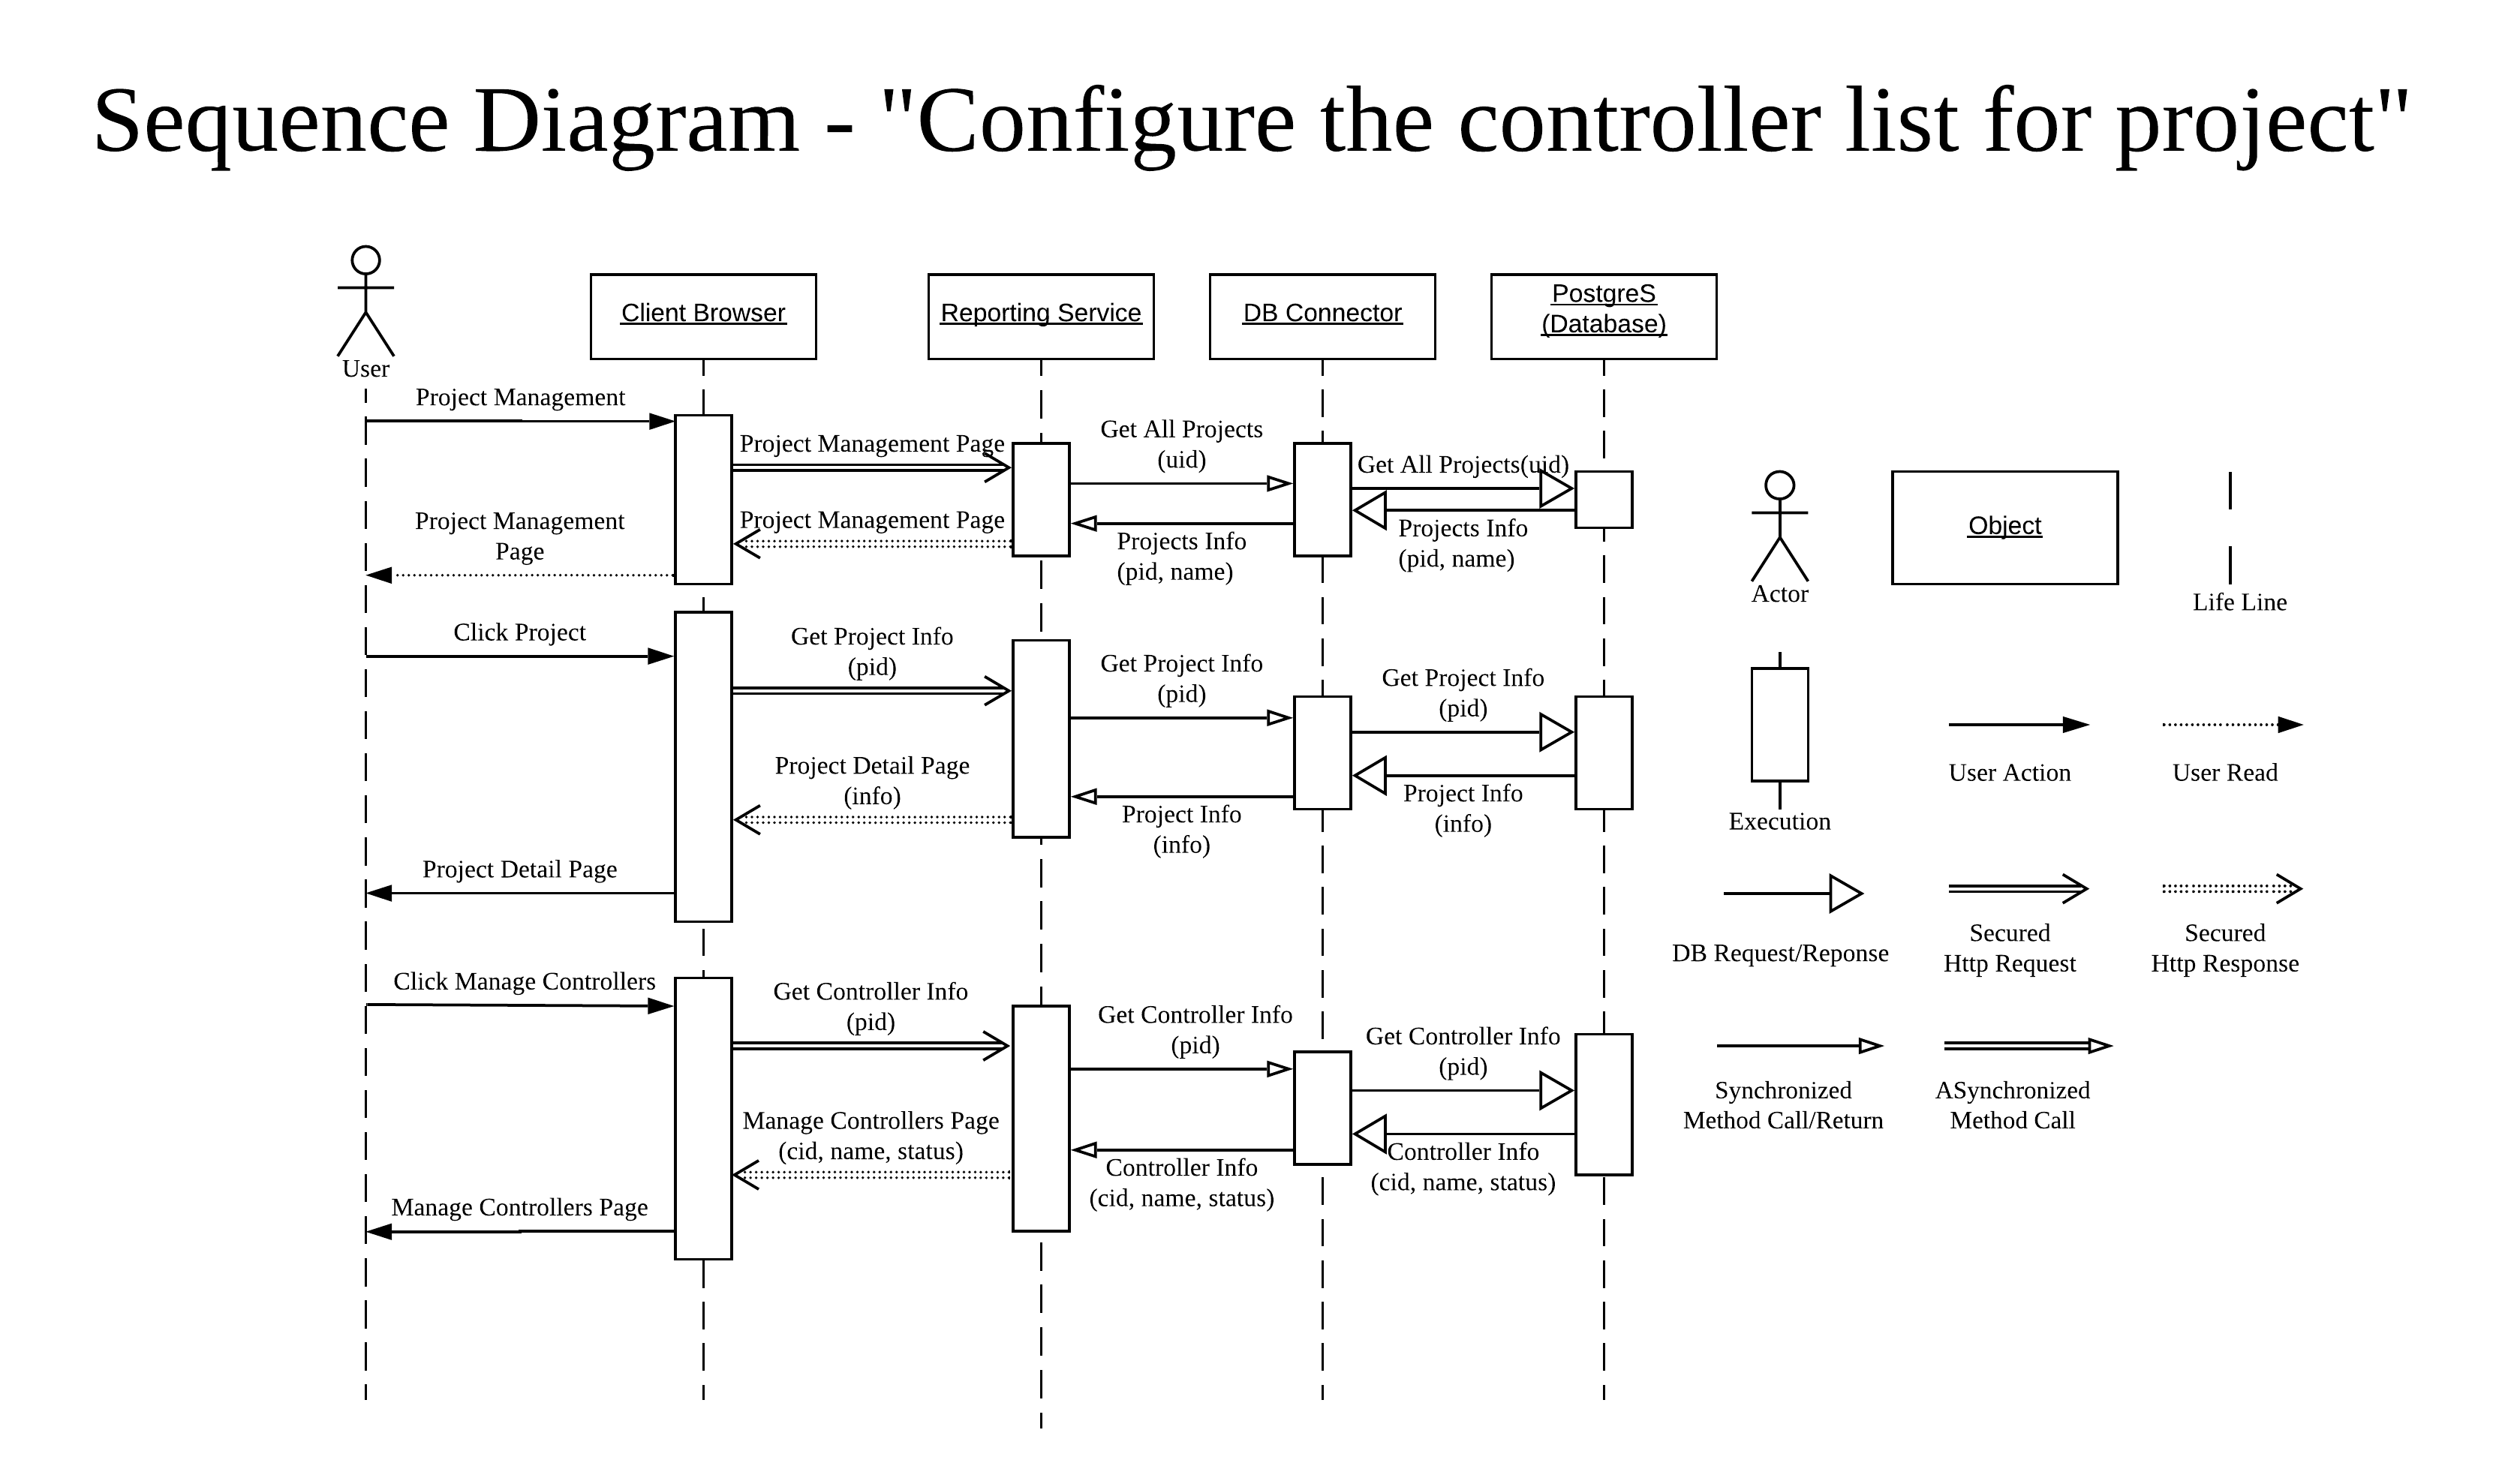 Sequence Diagram - "Configure the controller list for project"
User
Client Browser
Reporting Service
DB Connector
PostgreS
(Database)
Project Management
Project Management Page
Get All Projects
(uid)
Get All Projects(uid)
Project Management
Page
Project Management Page
Projects Info
(pid, name)
Projects Info
(pid, name)
Click Project
Get Project Info
(pid)
Get Project Info
(pid)
Get Project Info
(pid)
Project Detail Page
(info)
Project Info
(info)
Project Info
(info)
Project Detail Page
Click Manage Controllers
Get Controller Info
(pid)
Get Controller Info
(pid)
Get Controller Info
(pid)
Manage Controllers Page
(cid, name, status)
Controller Info
(cid, name, status)
Controller Info
(cid, name, status)
Manage Controllers Page
Actor
Object
Life Line
Execution
User Action
User Read
DB Request/Reponse
Secured
Http Request
Secured
Http Response
Synchronized
Method Call/Return
ASynchronized
Method Call